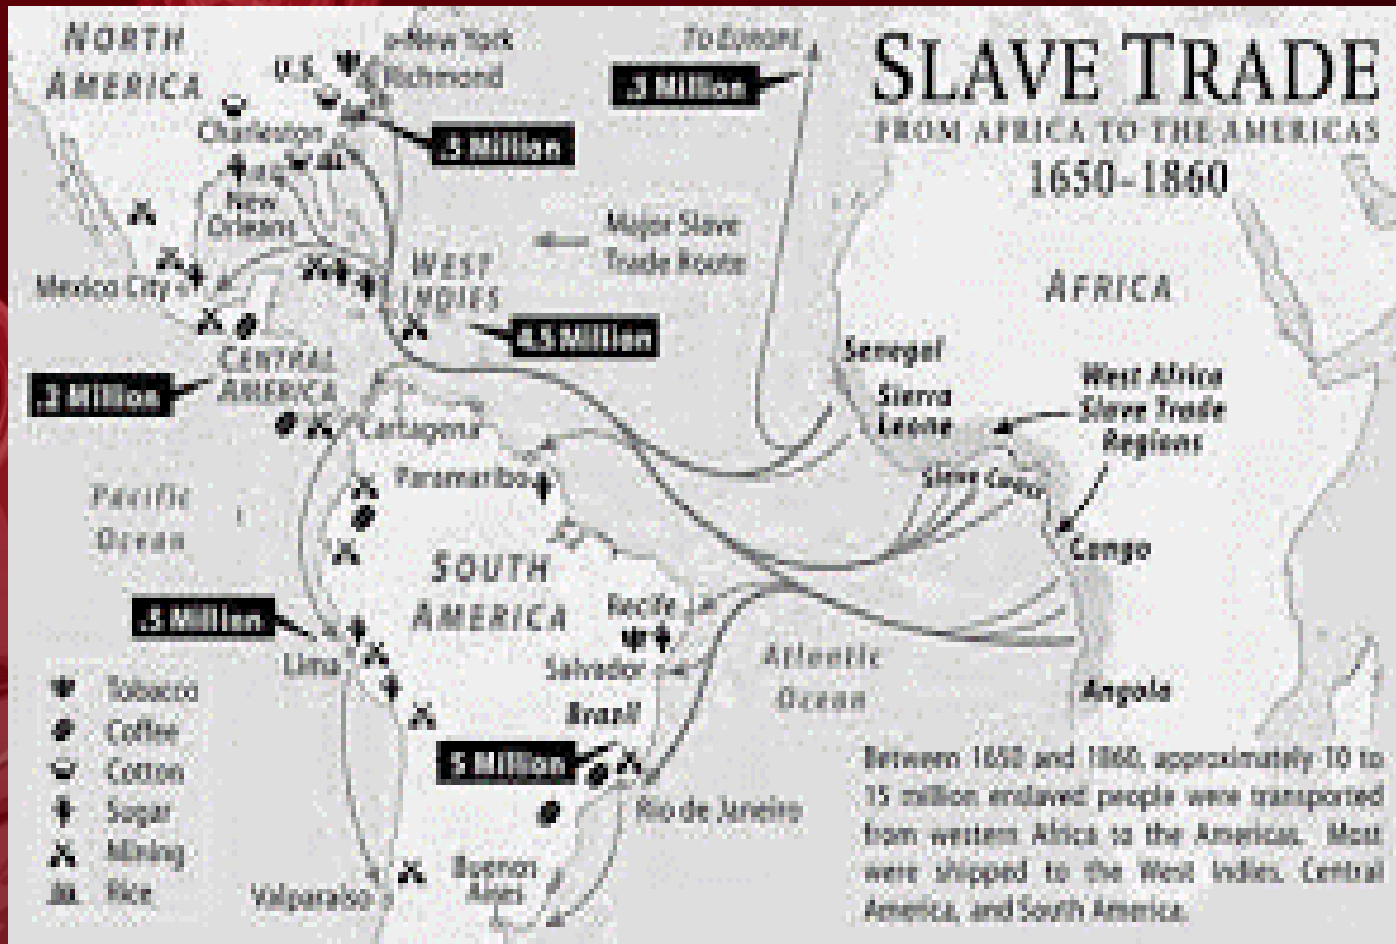 SLAVE TRADE
FROM AFRICA TO THE AMERICAS
1650-1860
NORTH
AMERICA
U.S.
New York
Richmond
Charleston
.5 Million
New
Orleans
To Europe
.3 Million
Major Slave
Trade Route
Mexico City
WEST
INDIES
4.5 Million
CENTRAL
AMERICA
Million
Cartagena
Paramaribo
Pacific
Ocean
SOUTH
AMERICA
.5 Million
Lima
Recife
Salvador
Brazil
5 Million
Rio de Janeiro
Buenos
Aires
Valparaiso
Atlantic
Ocean
AFRICA
Senegal
Sierra
Leone
West Africa
Slave Trade
Regions
Slave Coast
Congo
Angola
Tobacco
Coffee
Cotton
Sugar
Mining
Rice
Between 1650 and 1860, approximately 10 to
15 million enslaved people were transported
from western Africa to the Americas. Most
were shipped to the West Indies, Central
America, and South America.